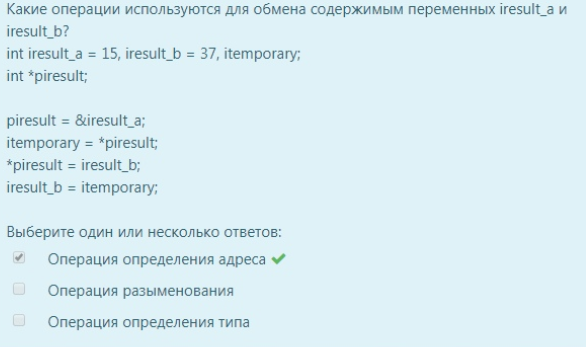 Какие операции используются для обмена содержимым переменных iresult_a и
iresult_b?
int iresult_a = 15, iresult_b = 37, itemporary;
int *piresult;
piresult = &iresult_a;
itemporary = *piresult;
*piresult = iresult_b;
iresult_b = itemporary;
Выберите один или несколько ответов:
Операция определения адреса
Операция разыменования
Операция определения типа